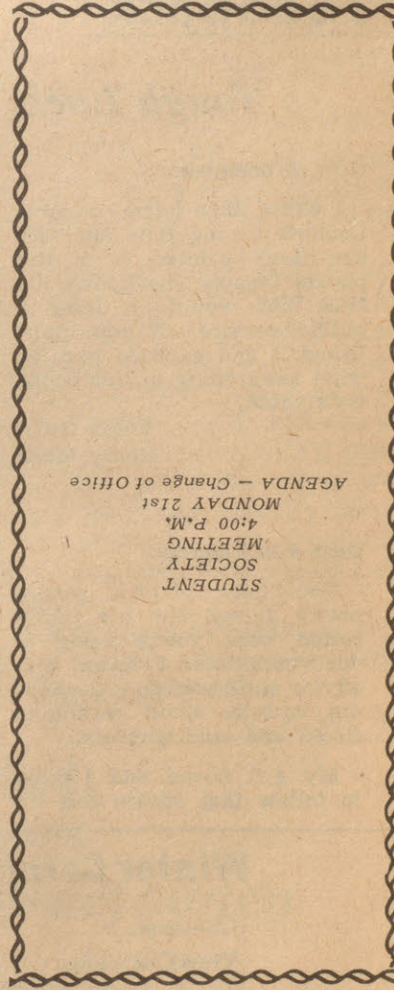 STUDENT
SOCIETY
MEETING
4:00 P.M.
MONDAY 21st
AGENDA — Change of Office